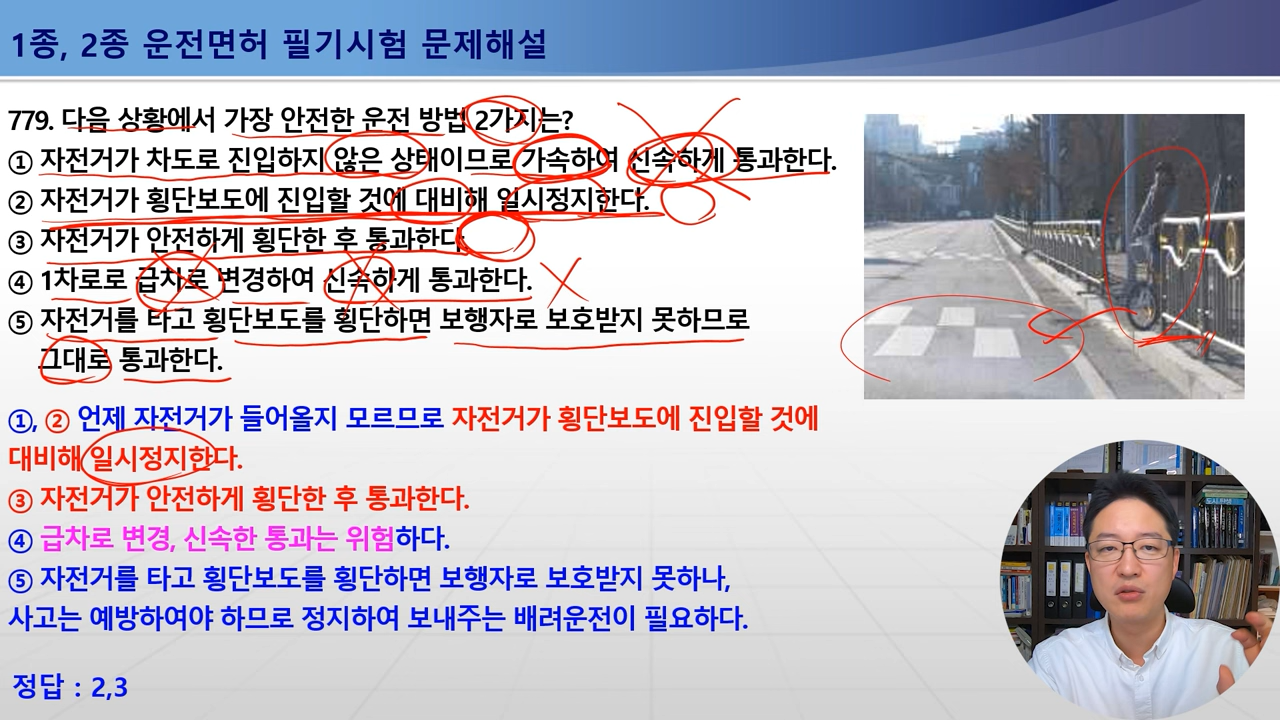 1종, 2종 운전면허 필기시험 문제해설
779. 다음 상황에서 가장 안전한 운전 방법 2가지는?
① 자전거가 차도로 진입하지 않은 상태이므로 가속하여 신속하게 통과한다.
② 자전거가 횡단보도에 진입할 것에 대비해 일시정지한다.
③ 자전거가 안전하게 횡단한 후 통과한다.
④ 1차로로 급차로 변경하여 신속하게 통과한다.
⑤ 자전거를 타고 횡단보도를 횡단하면 보행자로 보호받지 못하므로
그대로 통과한다.
①, ② 언제 자전거가 들어올지 모르므로 자전거가 횡단보도에 진입할 것에
대비해 일시정지한다.
③ 자전거가 안전하게 횡단한 후 통과한다.
④ 급차로 변경, 신속한 통과는 위험하다.
⑤ 자전거를 타고 횡단보도를 횡단하면 보행자로 보호받지 못하나,
사고는 예방하여야 하므로 정지하여 보내주는 배려운전이 필요하다.
정답 : 2,3